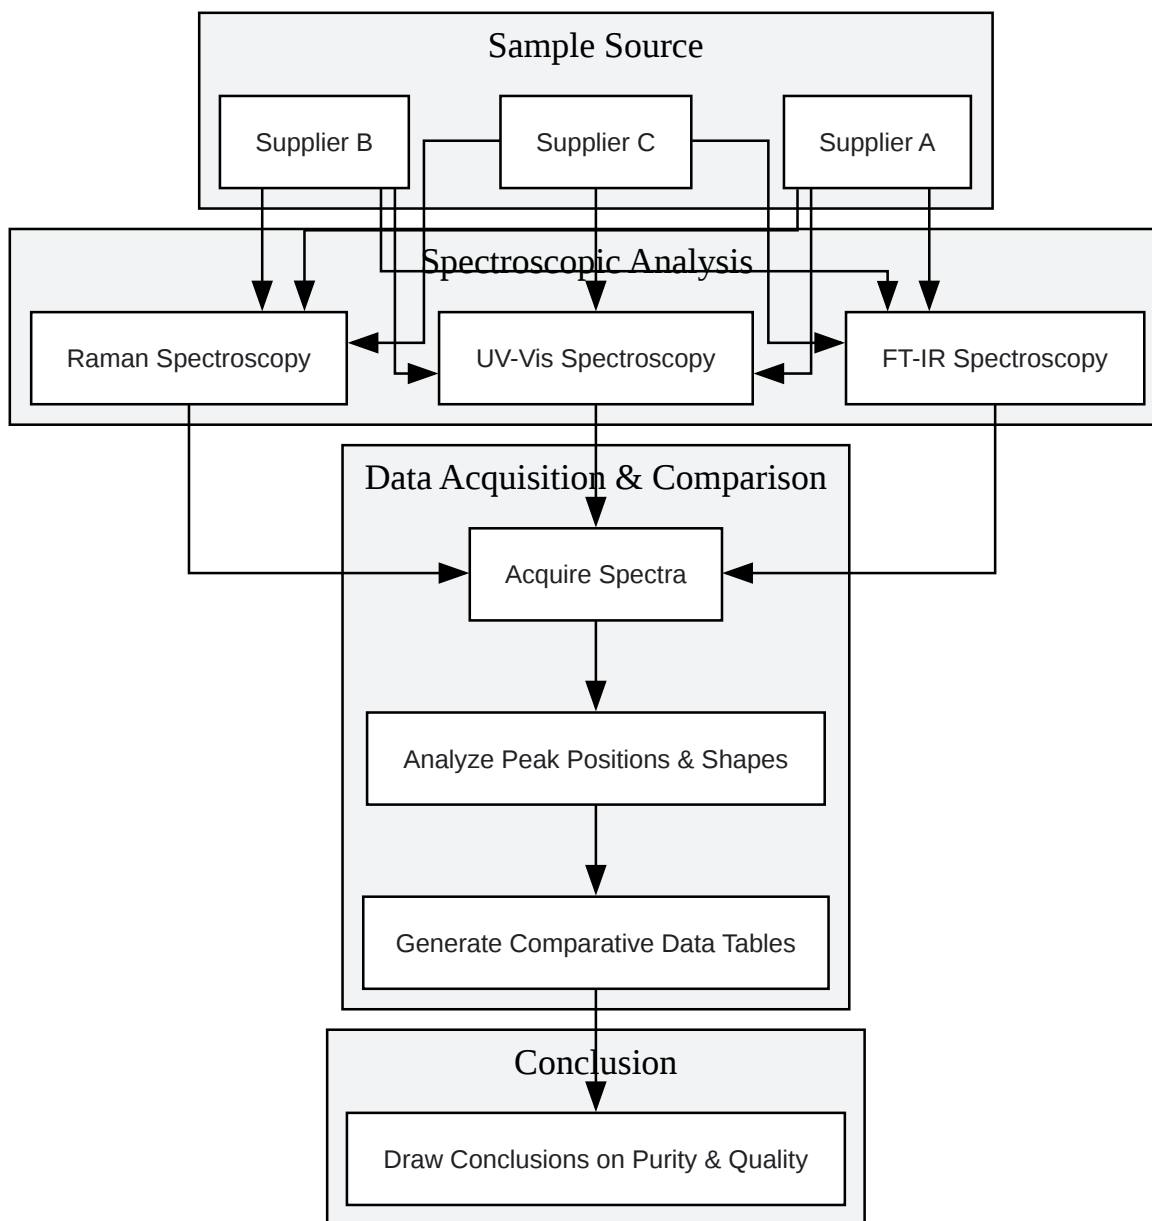 Sample Source
Supplier B
Supplier C
Supplier A
Spectroscopic Analysis
Raman Spectroscopy
UV-Vis Spectroscopy
FT-IR Spectroscopy
Data Acquisition & Comparison
Acquire Spectra
Analyze Peak Positions & Shapes
Generate Comparative Data Tables
Conclusion
Draw Conclusions on Purity & Quality